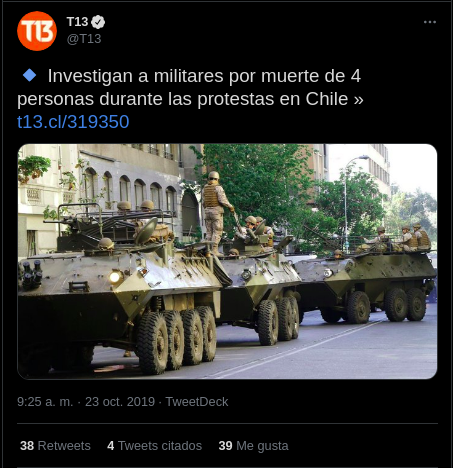 T13
T13
@T13
Investigan a militares por muerte de 4
personas durante las protestas en Chile »
t13.cl/319350
9:25 a. m. · 23 oct. 2019 · TweetDeck
38 Retweets 4 Tweets citados 39 Me gusta